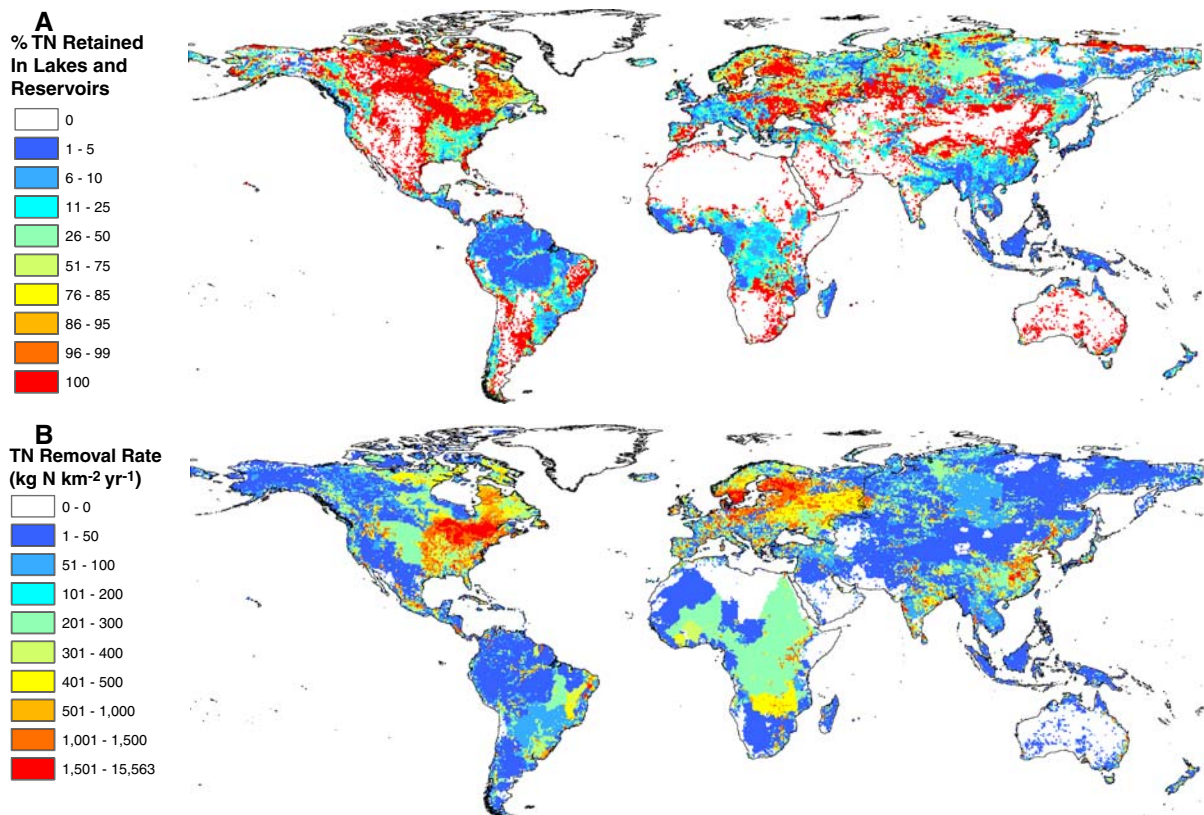 A
% TN Retained
In Lakes and
Reservoirs
0
1 - 5
6 - 10
11 - 25
26 - 50
51 - 75
76 - 85
86 - 95
96 - 99
100
B
TN Removal Rate
(kg N km-2 yr-1)
0 - 0
1 - 50
51 - 100
101 - 200
201 - 300
301 - 400
401 - 500
501 - 1,000
1,001 - 1,500
1,501 - 15,563